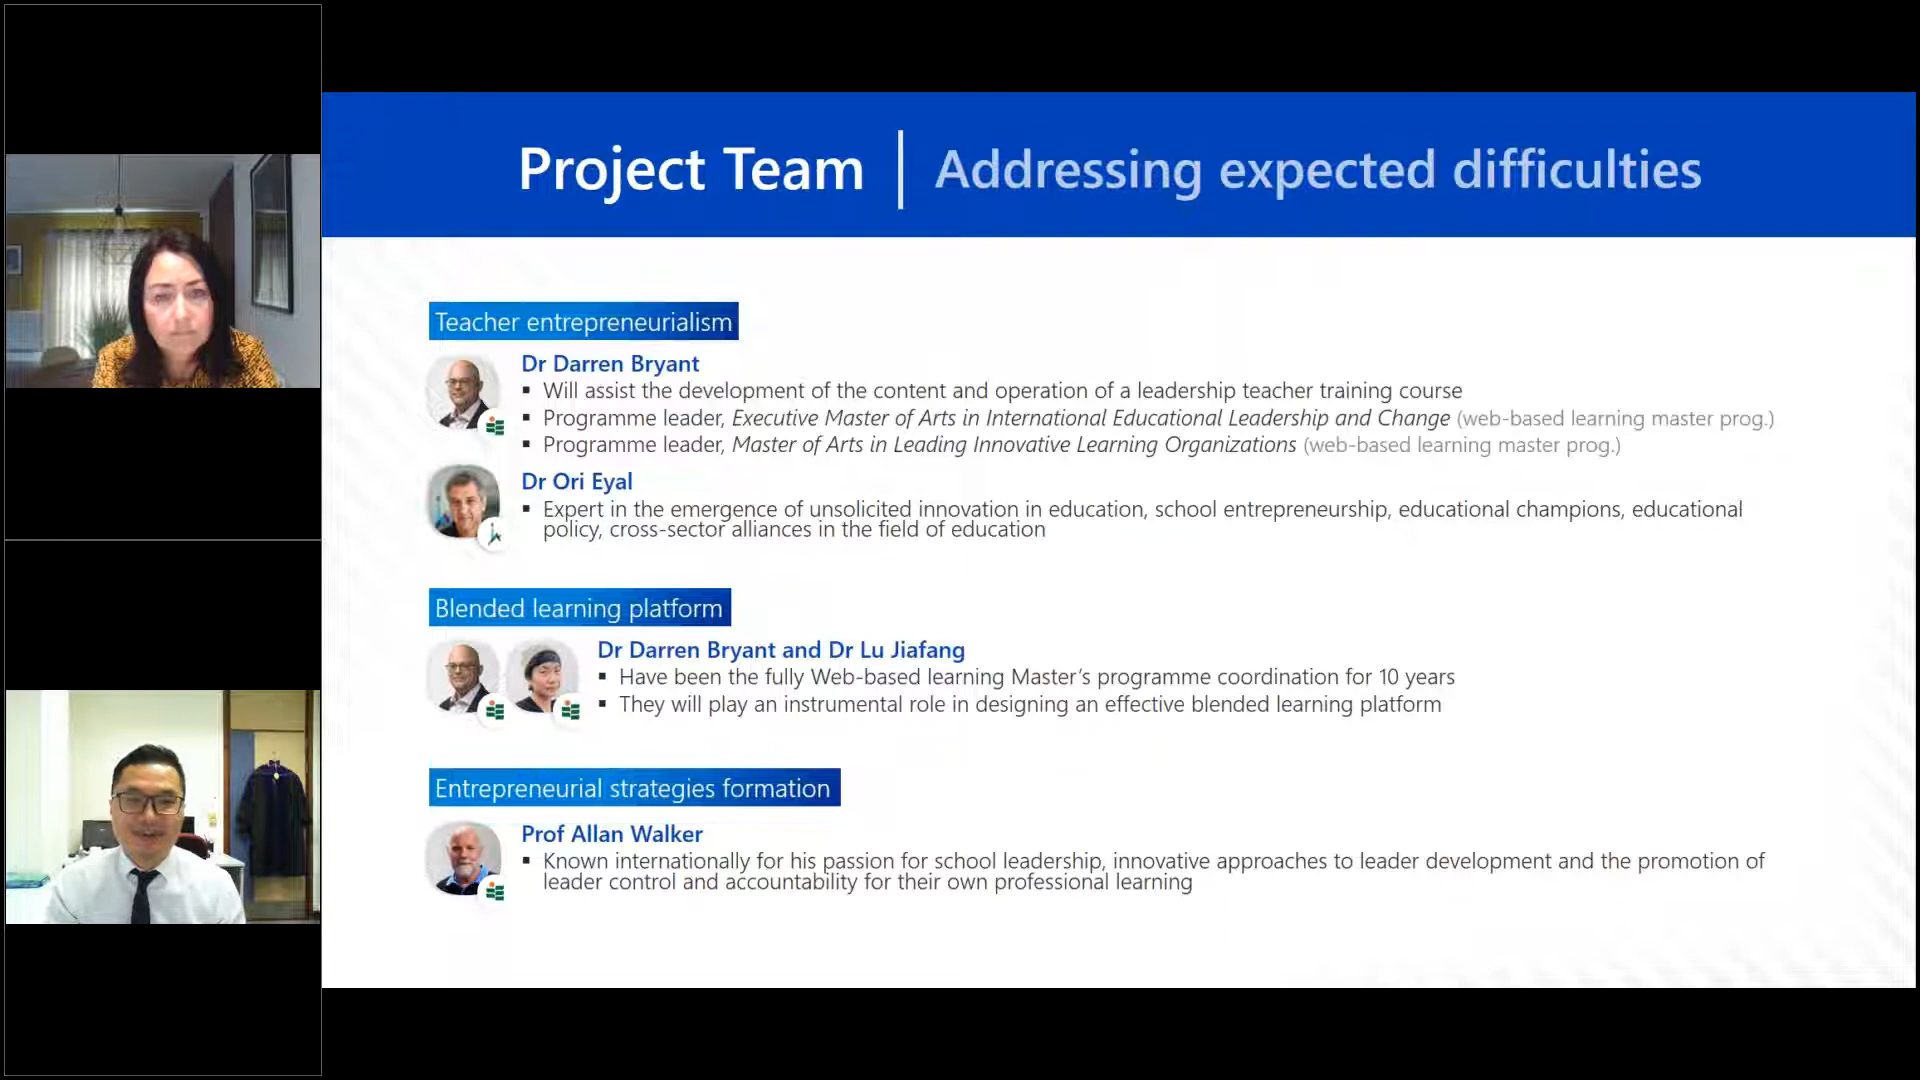 Project Team | Addressing expected difficulties
Teacher entrepreneurialism
Dr Darren Bryant
▪ Will assist the development of the content and operation of a leadership teacher training course
▪ Programme leader, Executive Master of Arts in International Educational Leadership and Change (web-based learning master prog.)
▪ Programme leader, Master of Arts in Leading Innovative Learning Organizations (web-based learning master prog.)
Dr Ori Eyal
▪ Expert in the emergence of unsolicited innovation in education, school entrepreneurship, educational champions, educational
policy, cross-sector alliances in the field of education
Blended learning platform
Dr Darren Bryant and Dr Lu Jiafang
▪ Have been the fully Web-based learning Master’s programme coordination for 10 years
▪ They will play an instrumental role in designing an effective blended learning platform
Entrepreneurial strategies formation
Prof Allan Walker
▪ Known internationally for his passion for school leadership, innovative approaches to leader development and the promotion of
leader control and accountability for their own professional learning